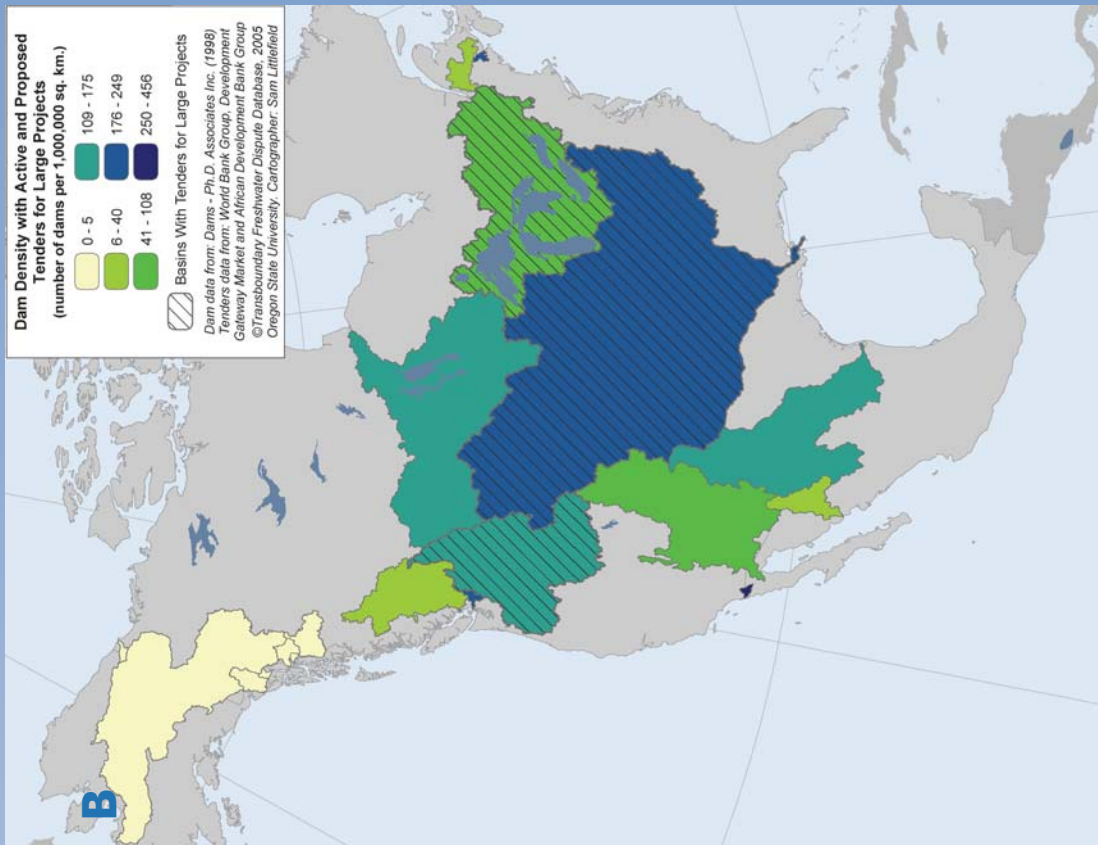 Dam Density with Active and Proposed
Tenders for Large Projects
(number of dams per 1,000,000 sq. km.)
0 - 5
6 - 40
41 - 108
109 - 175
176 - 249
250 - 456
Basins With Tenders for Large Projects
Dam data from: Dams - Ph.D. Associates Inc. (1998)
Tenders data from: World Bank Group, Development
Gateway Market and African Development Bank Group
©Transboundary Freshwater Dispute Database, 2005
Oregon State University. Cartographer: Sam Littlefield
B